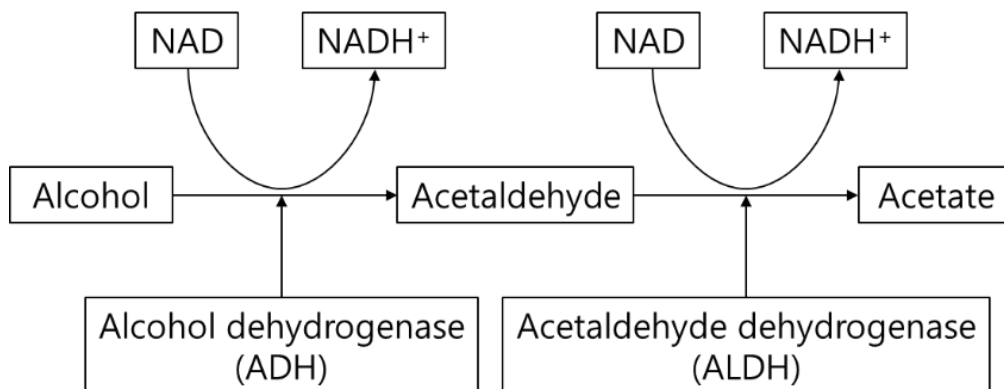 NAD
NADH⁺
NAD
NADH⁺
Alcohol
Acetaldehyde
Acetate
Alcohol dehydrogenase
(ADH)
Acetaldehyde dehydrogenase
(ALDH)